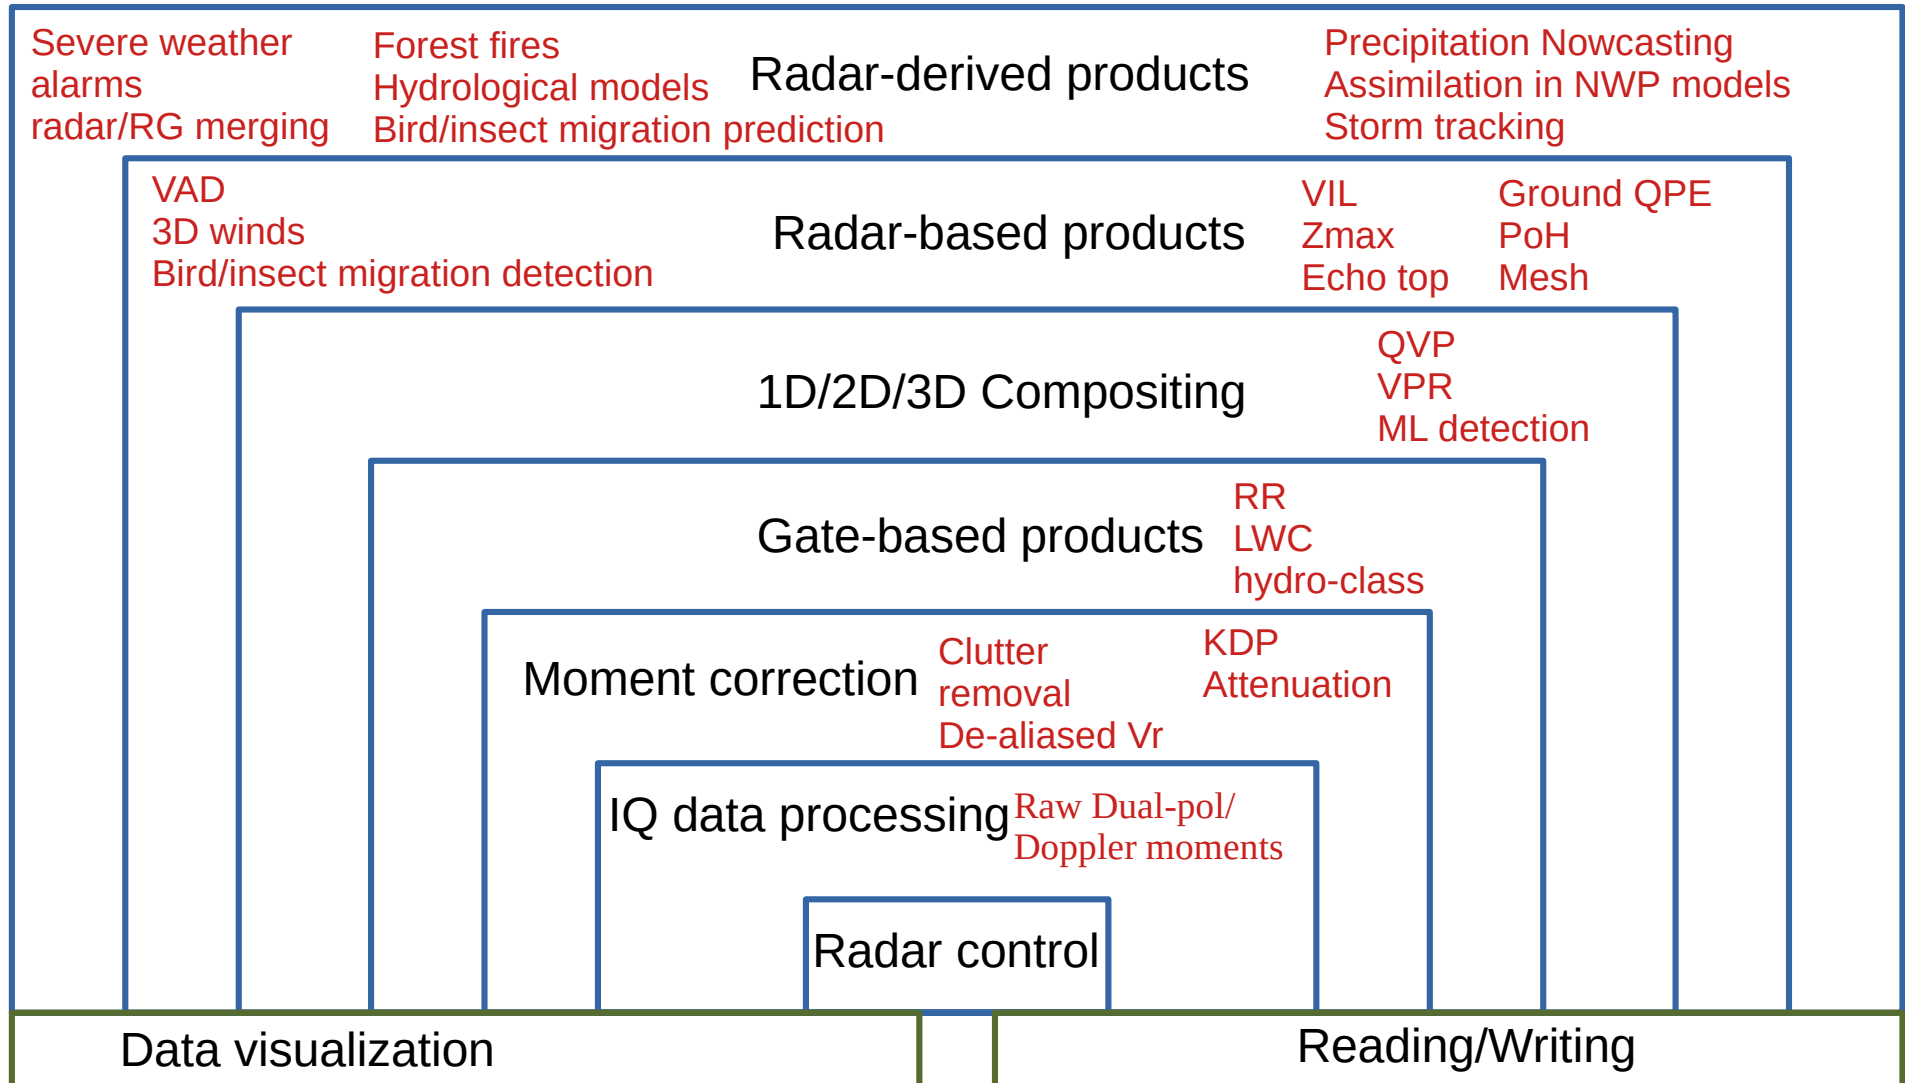 Severe weather
alarms
radar/RG merging
Forest fires
Hydrological models
Bird/insect migration prediction
Radar-derived products
Precipitation Nowcasting
Assimilation in NWP models
Storm tracking
VAD
3D winds
Bird/insect migration detection
Radar-based products
VIL
Zmax
Echo top
Ground QPE
PoH
Mesh
1D/2D/3D Compositing
QVP
VPR
ML detection
Gate-based products
RR
LWC
hydro-class
Moment correction
Clutter
removal
De-aliased Vr
KDP
Attenuation
IQ data processing
Raw Dual-pol/
Doppler moments
Radar control
Data visualization
Reading/Writing